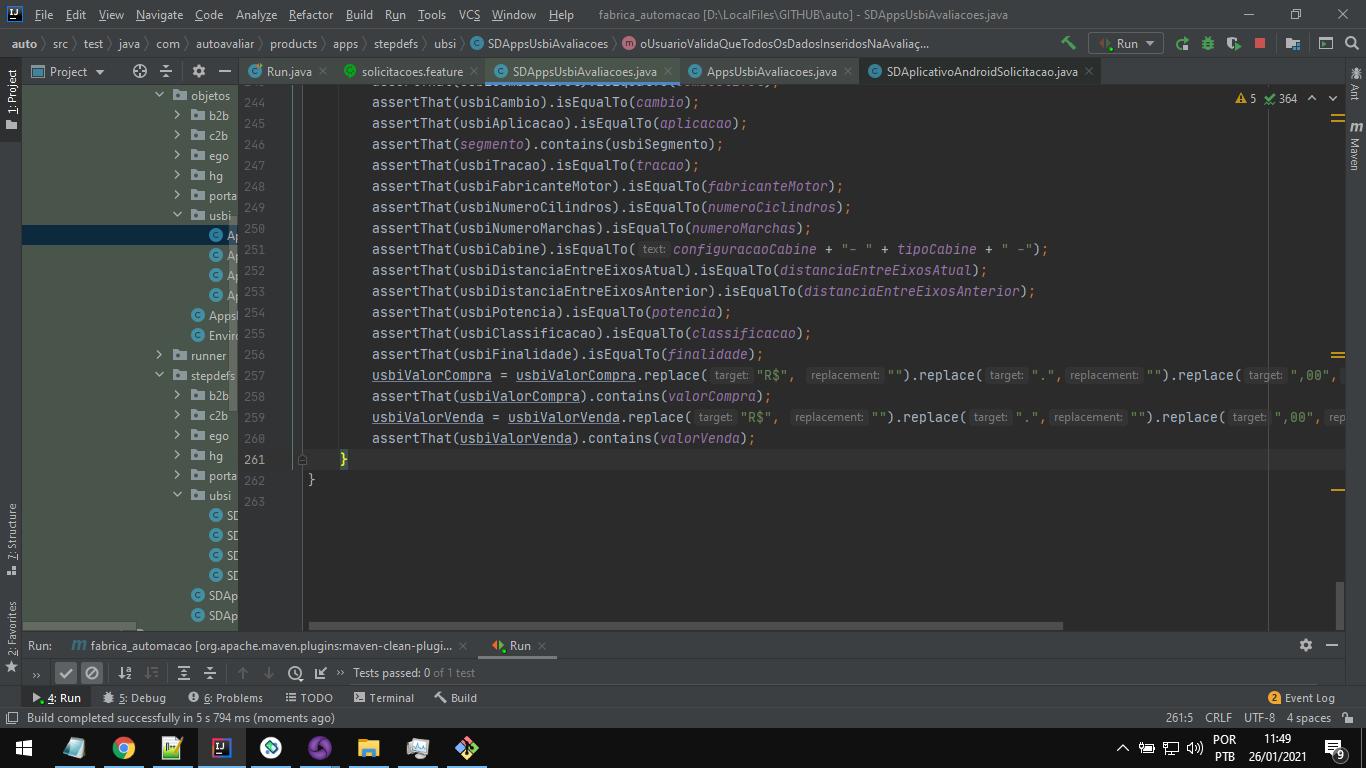 File Edit View Navigate Code Analyze Refactor Build Run Tools VCS Window Help fabrica_automacao [D:\LocalFiles\GITHUB\auto] - SDAppsUsbiAvaliacoes.java
auto src test java com autoavaliar products apps stepdefs ubsi SDAppsUsbiAvaliacoes oUsuarioValidaQueTodosOsDadosInseridosNaAvaliaç... Run
Project Run.java solicitacoes.feature SDAppsUsbiAvaliacoes.java AppsUsbiAvaliacoes.java SDAplicativoAndroidSolicitacao.java
1: Project
7: Structure
2: Favorites
Ant
Maven
objetos
b2b
c2b
ego
hg
porta
usbi
Ap
Ap
Ap
Ap
AppsI
Enviro
runner
stepdefs
b2b
c2b
ego
hg
porta
ubsi
SD
SD
SD
SD
SDAp
SDAp
5 364
244 assertThat(usbiCambio).isEqualTo(cambio);
245 assertThat(usbiAplicacao).isEqualTo(aplicacao);
246 assertThat(segmento).contains(usbiSegmento);
247 assertThat(usbiTracao).isEqualTo(tracao);
248 assertThat(usbiFabricanteMotor).isEqualTo(fabricanteMotor);
249 assertThat(usbiNumeroCilindros).isEqualTo(numeroCiclindros);
250 assertThat(usbiNumeroMarchas).isEqualTo(numeroMarchas);
251 assertThat(usbiCabine).isEqualTo( text: configuracaoCabine + "- " + tipoCabine + " -");
252 assertThat(usbiDistanciaEntreEixosAtual).isEqualTo(distanciaEntreEixosAtual);
253 assertThat(usbiDistanciaEntreEixosAnterior).isEqualTo(distanciaEntreEixosAnterior);
254 assertThat(usbiPotencia).isEqualTo(potencia);
255 assertThat(usbiClassificacao).isEqualTo(classificacao);
256 assertThat(usbiFinalidade).isEqualTo(finalidade);
257 usbiValorCompra = usbiValorCompra.replace( target: "R$", replacement: "").replace( target: ".", replacement: "").replace( target: ",00",
258 assertThat(usbiValorCompra).contains(valorCompra);
259 usbiValorVenda = usbiValorVenda.replace( target: "R$", replacement: "").replace( target: ".", replacement: "").replace( target: ",00", re
260 assertThat(usbiValorVenda).contains(valorVenda);
261 }
262 }
263
Run: fabrica_automacao [org.apache.maven.plugins:maven-clean-plugi... Run
Tests passed: 0 of 1 test
4: Run 5: Debug 6: Problems TODO Terminal Build 2 Event Log
Build completed successfully in 5 s 794 ms (moments ago) 261:5 CRLF UTF-8 4 spaces
POR 11:49
PTB 26/01/2021 9